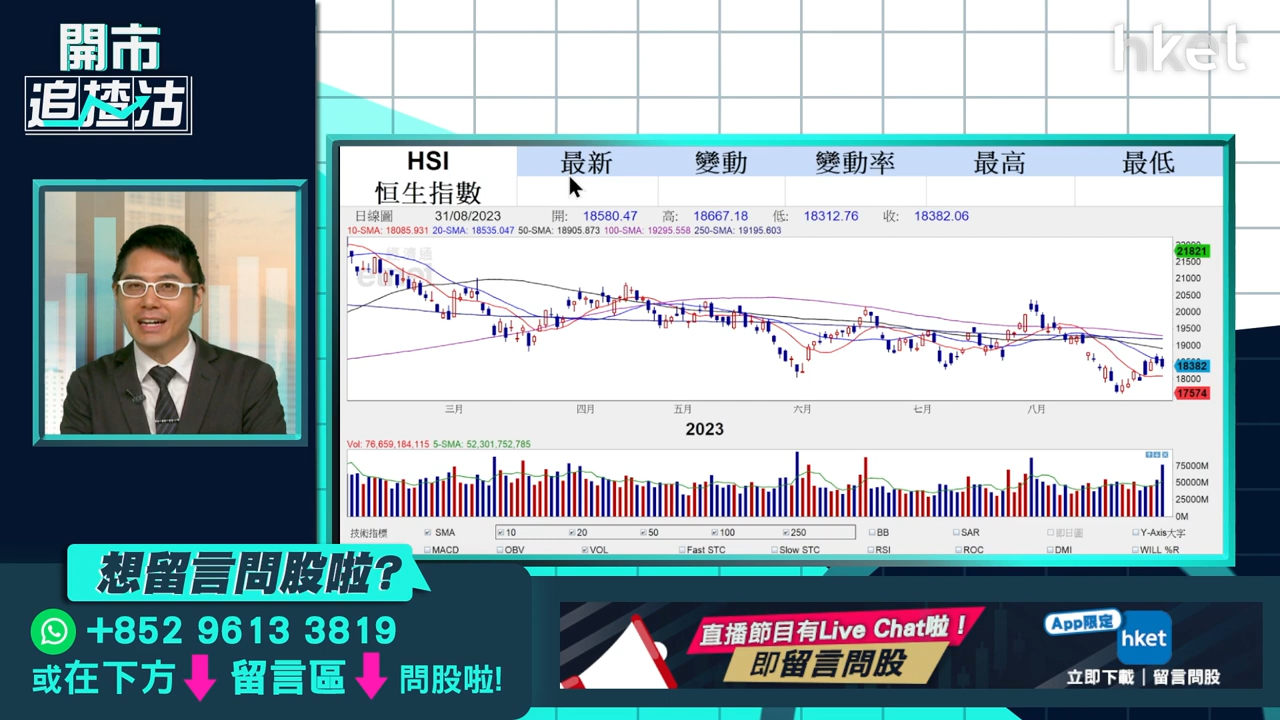 開市
追揸沽
hket
HSI 最新 變動 變動率 最高 最低
恒生指數
日線圖 31/08/2023 開: 18580.47 高: 18667.18 低: 18312.76 收: 18382.06
10-SMA: 18085.931 20-SMA: 18535.047 50-SMA: 18905.873 100-SMA: 19295.558 250-SMA: 19195.603
經濟通
21821
21500
21000
20500
20000
19500
19000
18382
18000
17574
三月 四月 五月 六月 七月 八月
2023
Vol: 76,659,184,115 5-SMA: 52,301,752,785
75000M
50000M
25000M
0M
技術指標 SMA 10 20 50 100 250 BB SAR 即日圖 Y-Axis大字
MACD OBV VOL Fast STC Slow STC RSI ROC DMI WILL %R
想留言問股啦?
+852 9613 3819
或在下方 留言區 問股啦!
直播節目有Live Chat啦!
即留言問股
App限定
hket
立即下載|留言問股